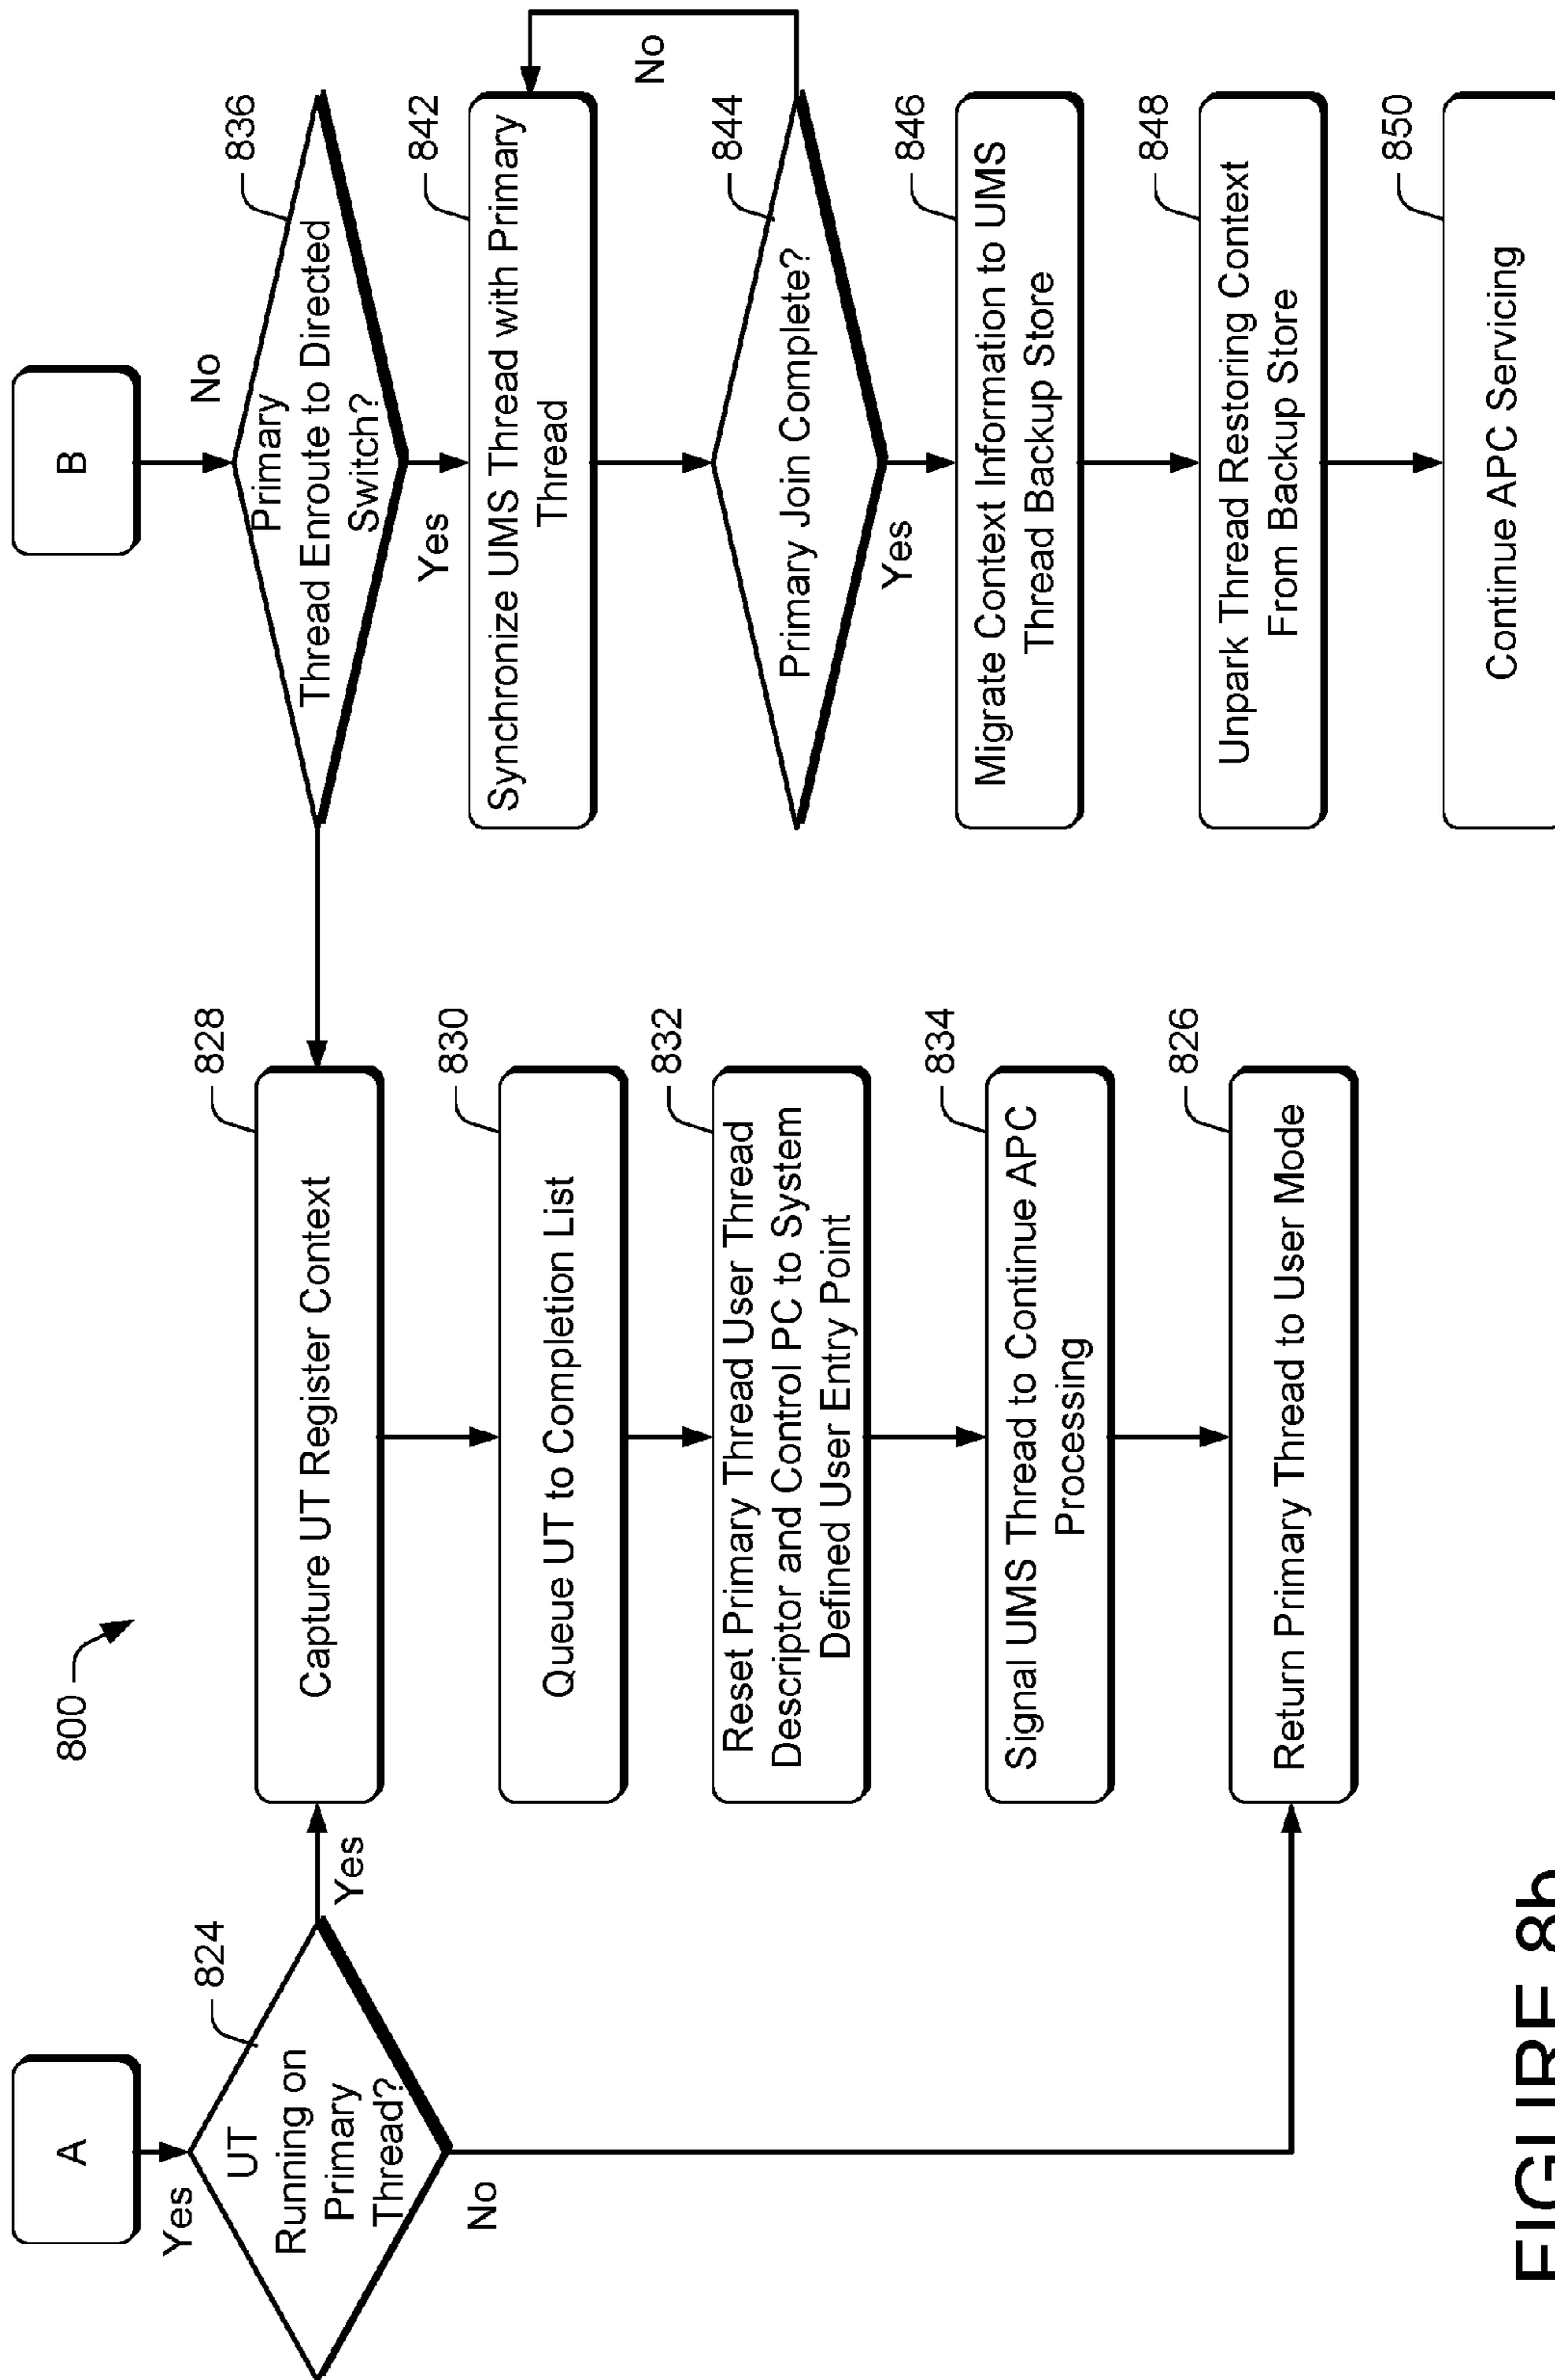 800
A
Yes
UT
Running on
Primary
Thread?
824
Yes
No
Capture UT Register Context
828
Queue UT to Completion List
830
Reset Primary Thread User Thread
Descriptor and Control PC to System
Defined User Entry Point
832
Signal UMS Thread to Continue APC
Processing
834
Return Primary Thread to User Mode
826
B
No
Primary
Thread Enroute to Directed
Switch?
836
Yes
Synchronize UMS Thread with Primary
Thread
842
No
Primary Join Complete?
844
Yes
Migrate Context Information to UMS
Thread Backup Store
846
Unpark Thread Restoring Context
From Backup Store
848
Continue APC Servicing
850
FIGURE 8b